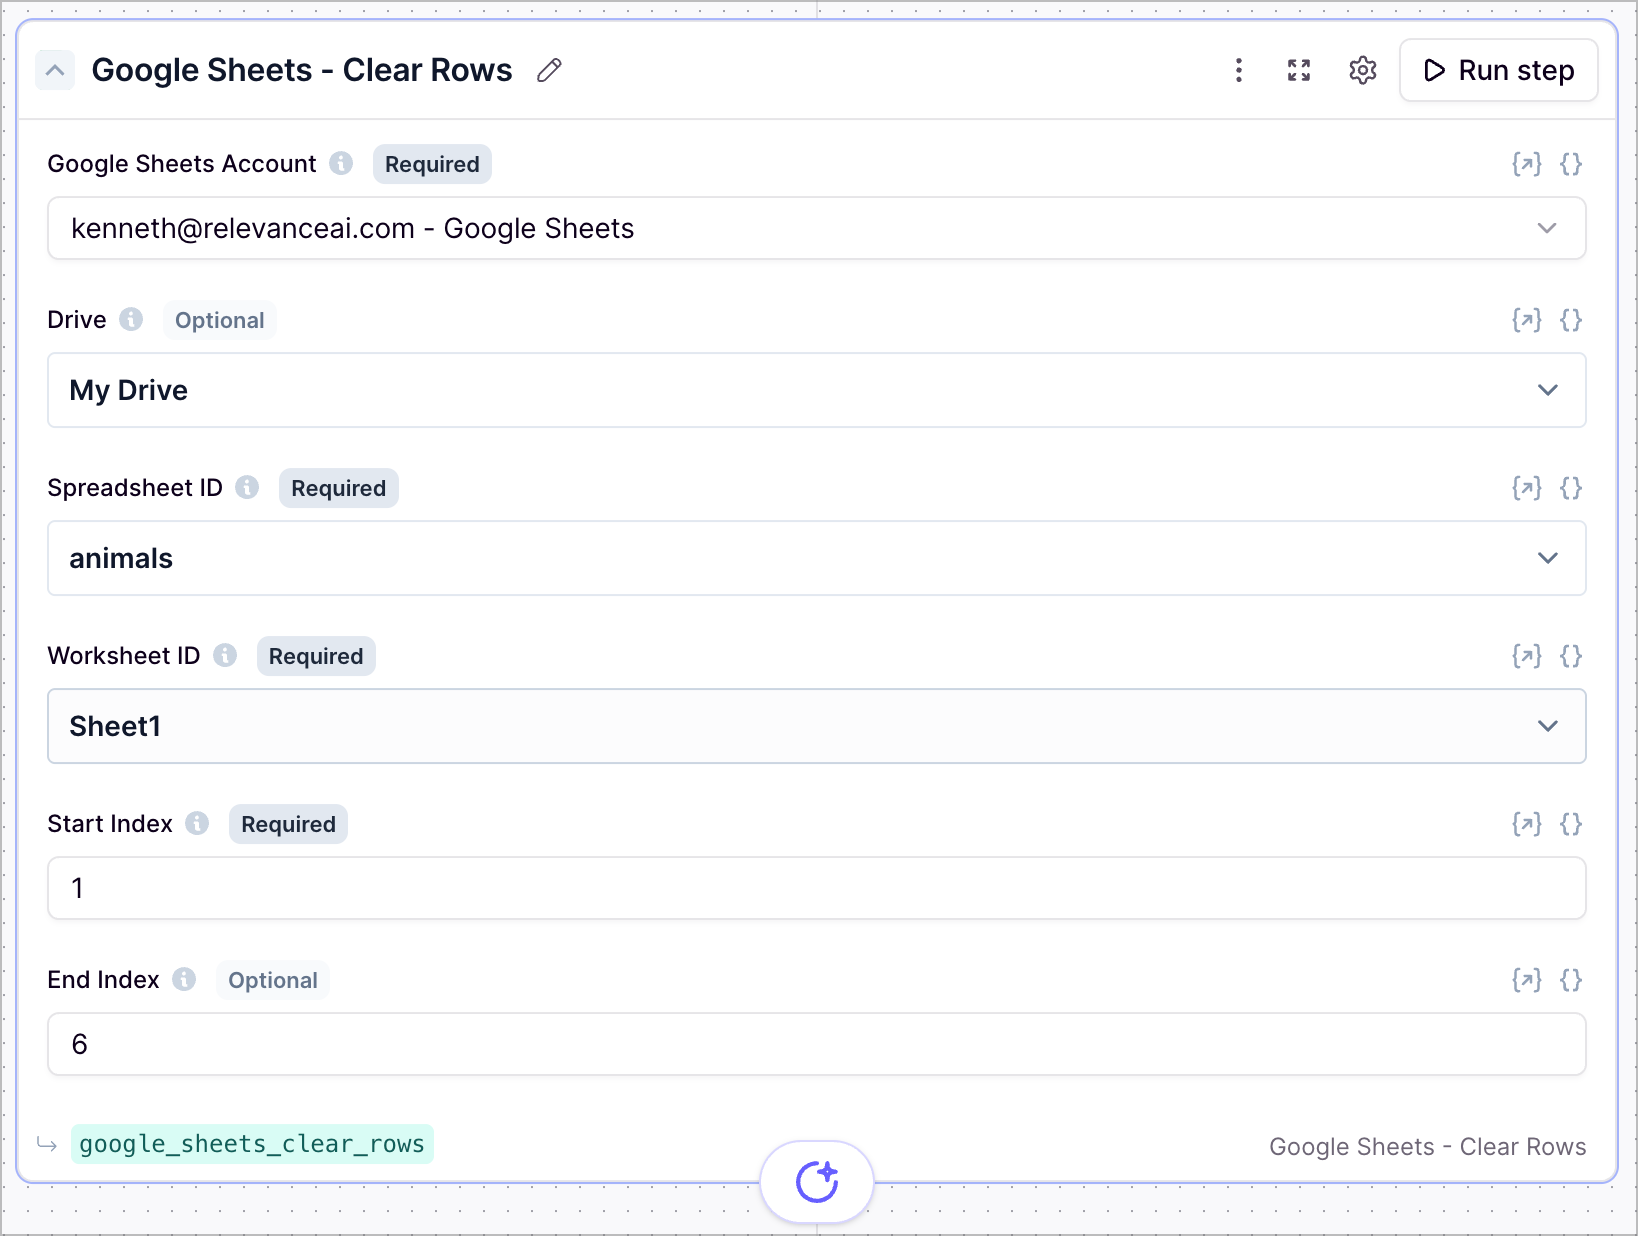 Google Sheets - Clear Rows
Run step
Google Sheets Account Required
kenneth@relevanceai.com - Google Sheets
Drive Optional
My Drive
Spreadsheet ID Required
animals
Worksheet ID Required
Sheet1
Start Index Required
1
End Index Optional
6
google_sheets_clear_rows
Google Sheets - Clear Rows